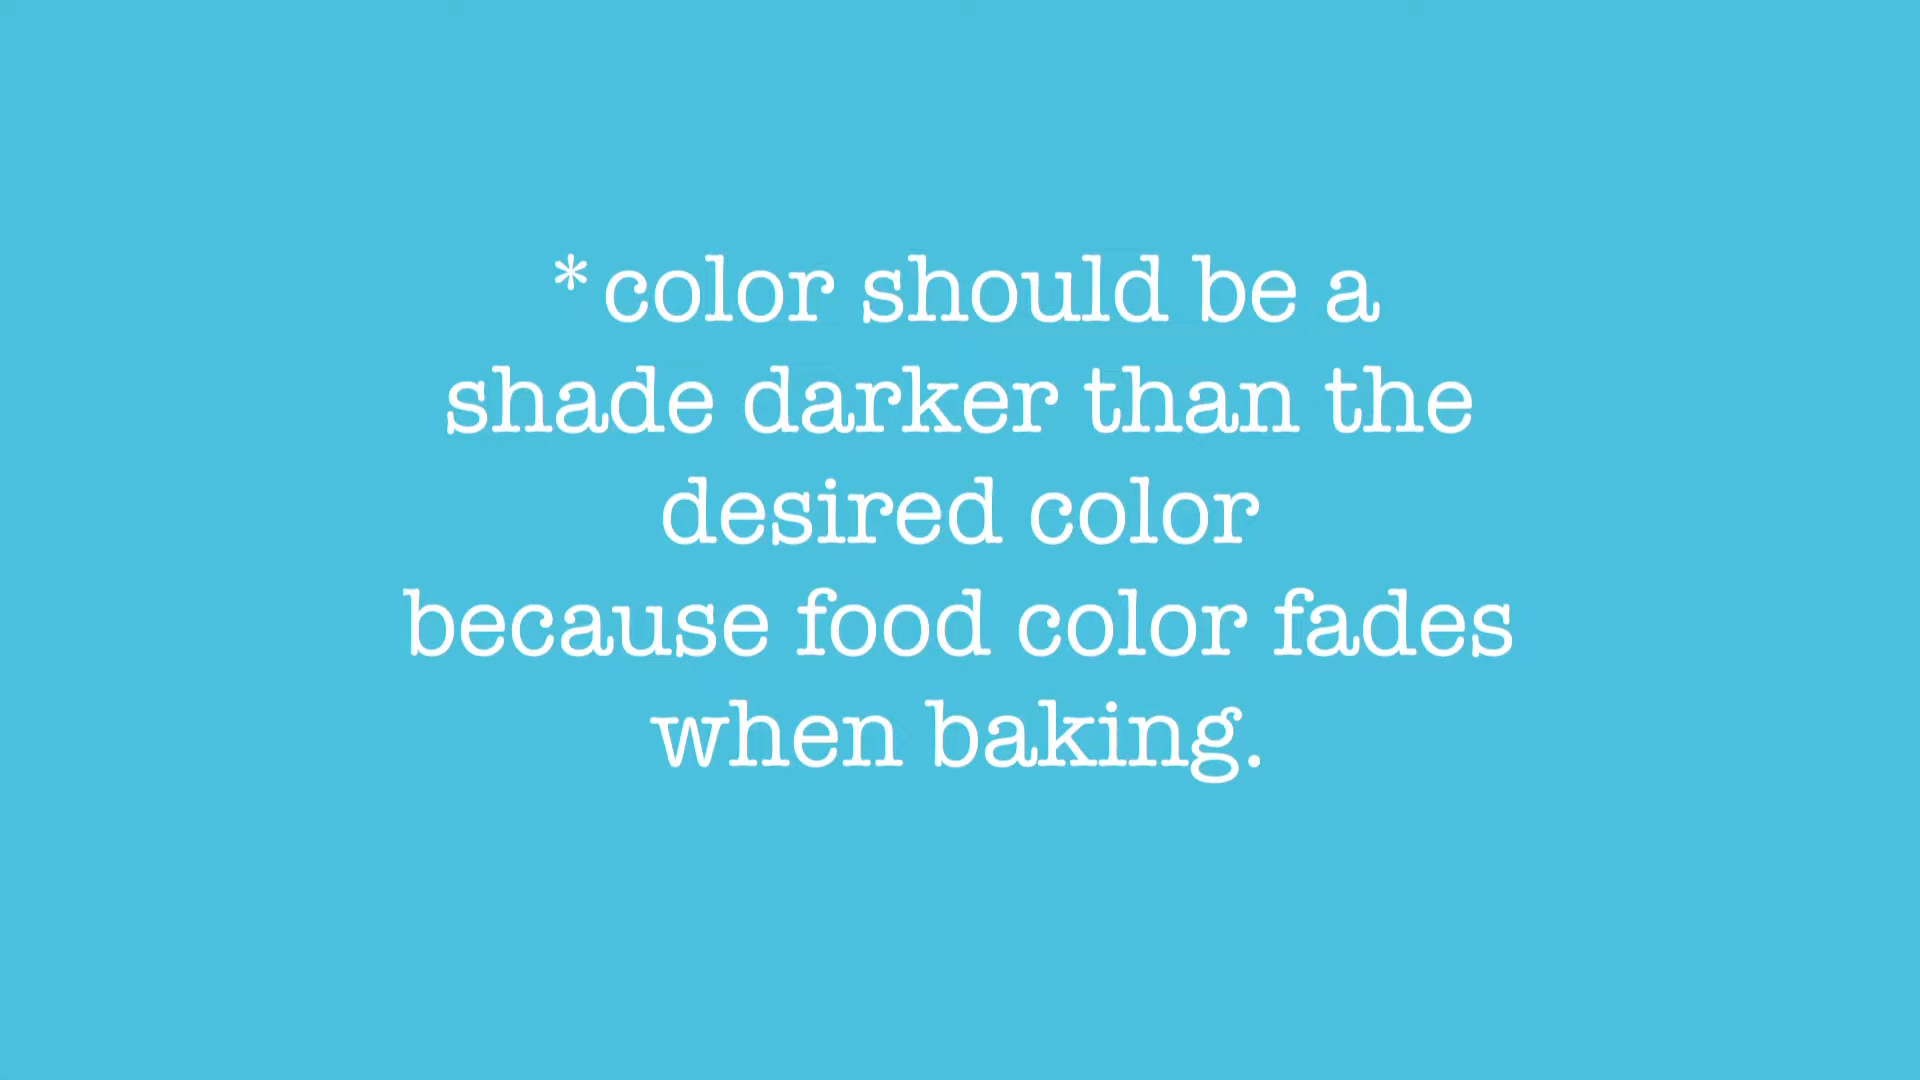 *color should be a
shade darker than the
desired color
because food color fades
when baking.